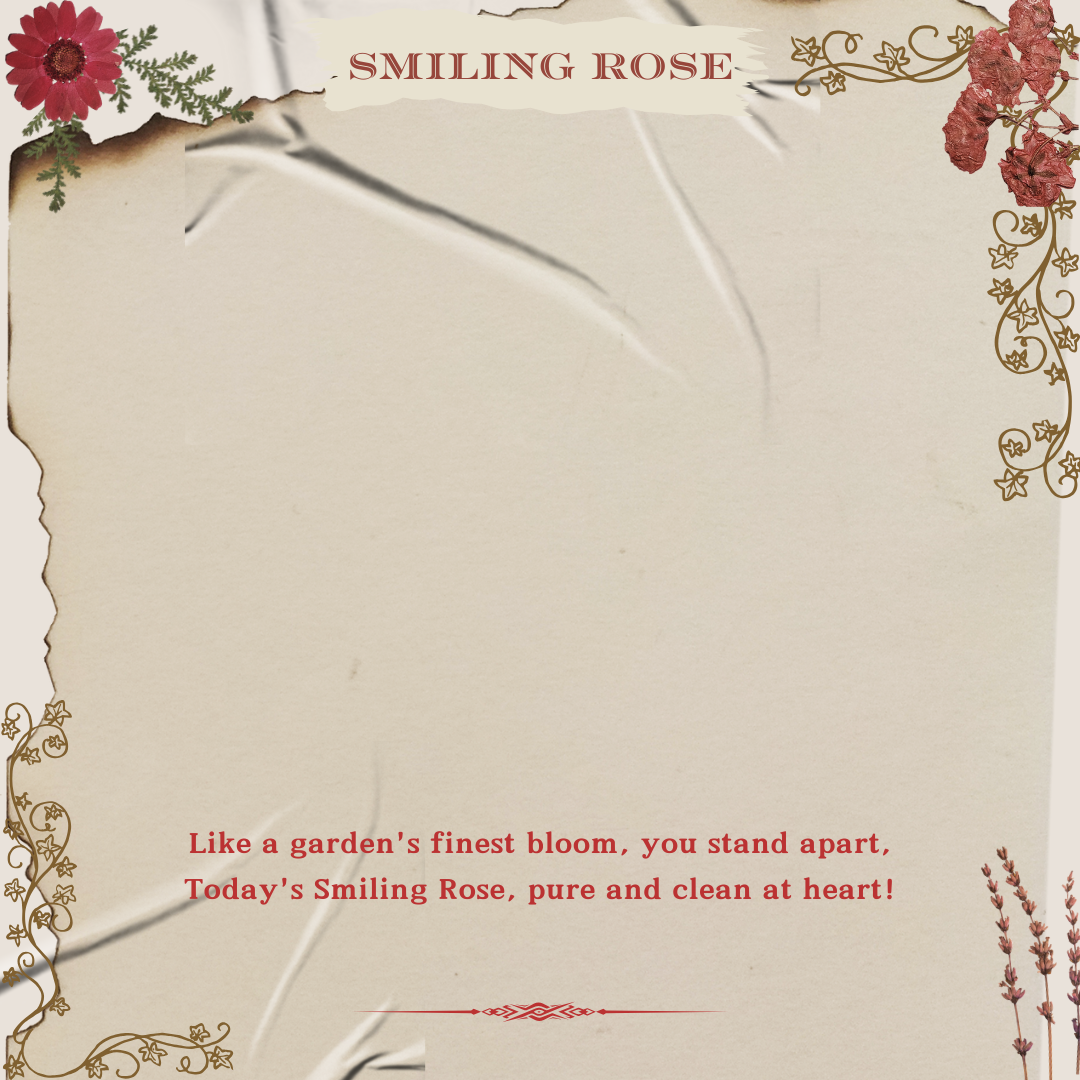 SMILING ROSE
Like a garden's finest bloom, you stand apart,
Today's Smiling Rose, pure and clean at heart!